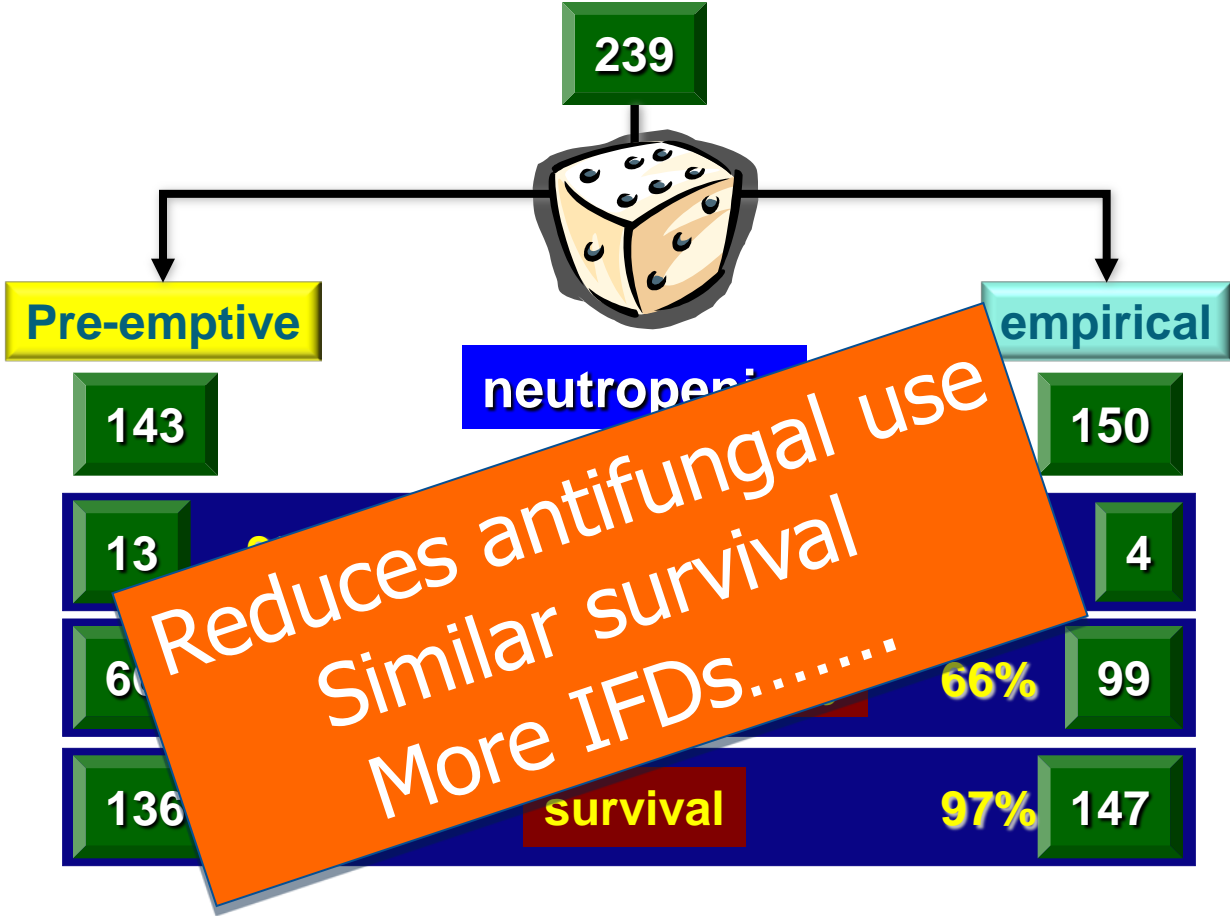 239
Pre-emptive
empirical
143
150
13
4
66%
99
136
survival
97%
147
Reduces antifungal use
Similar survival
More IFDs.......